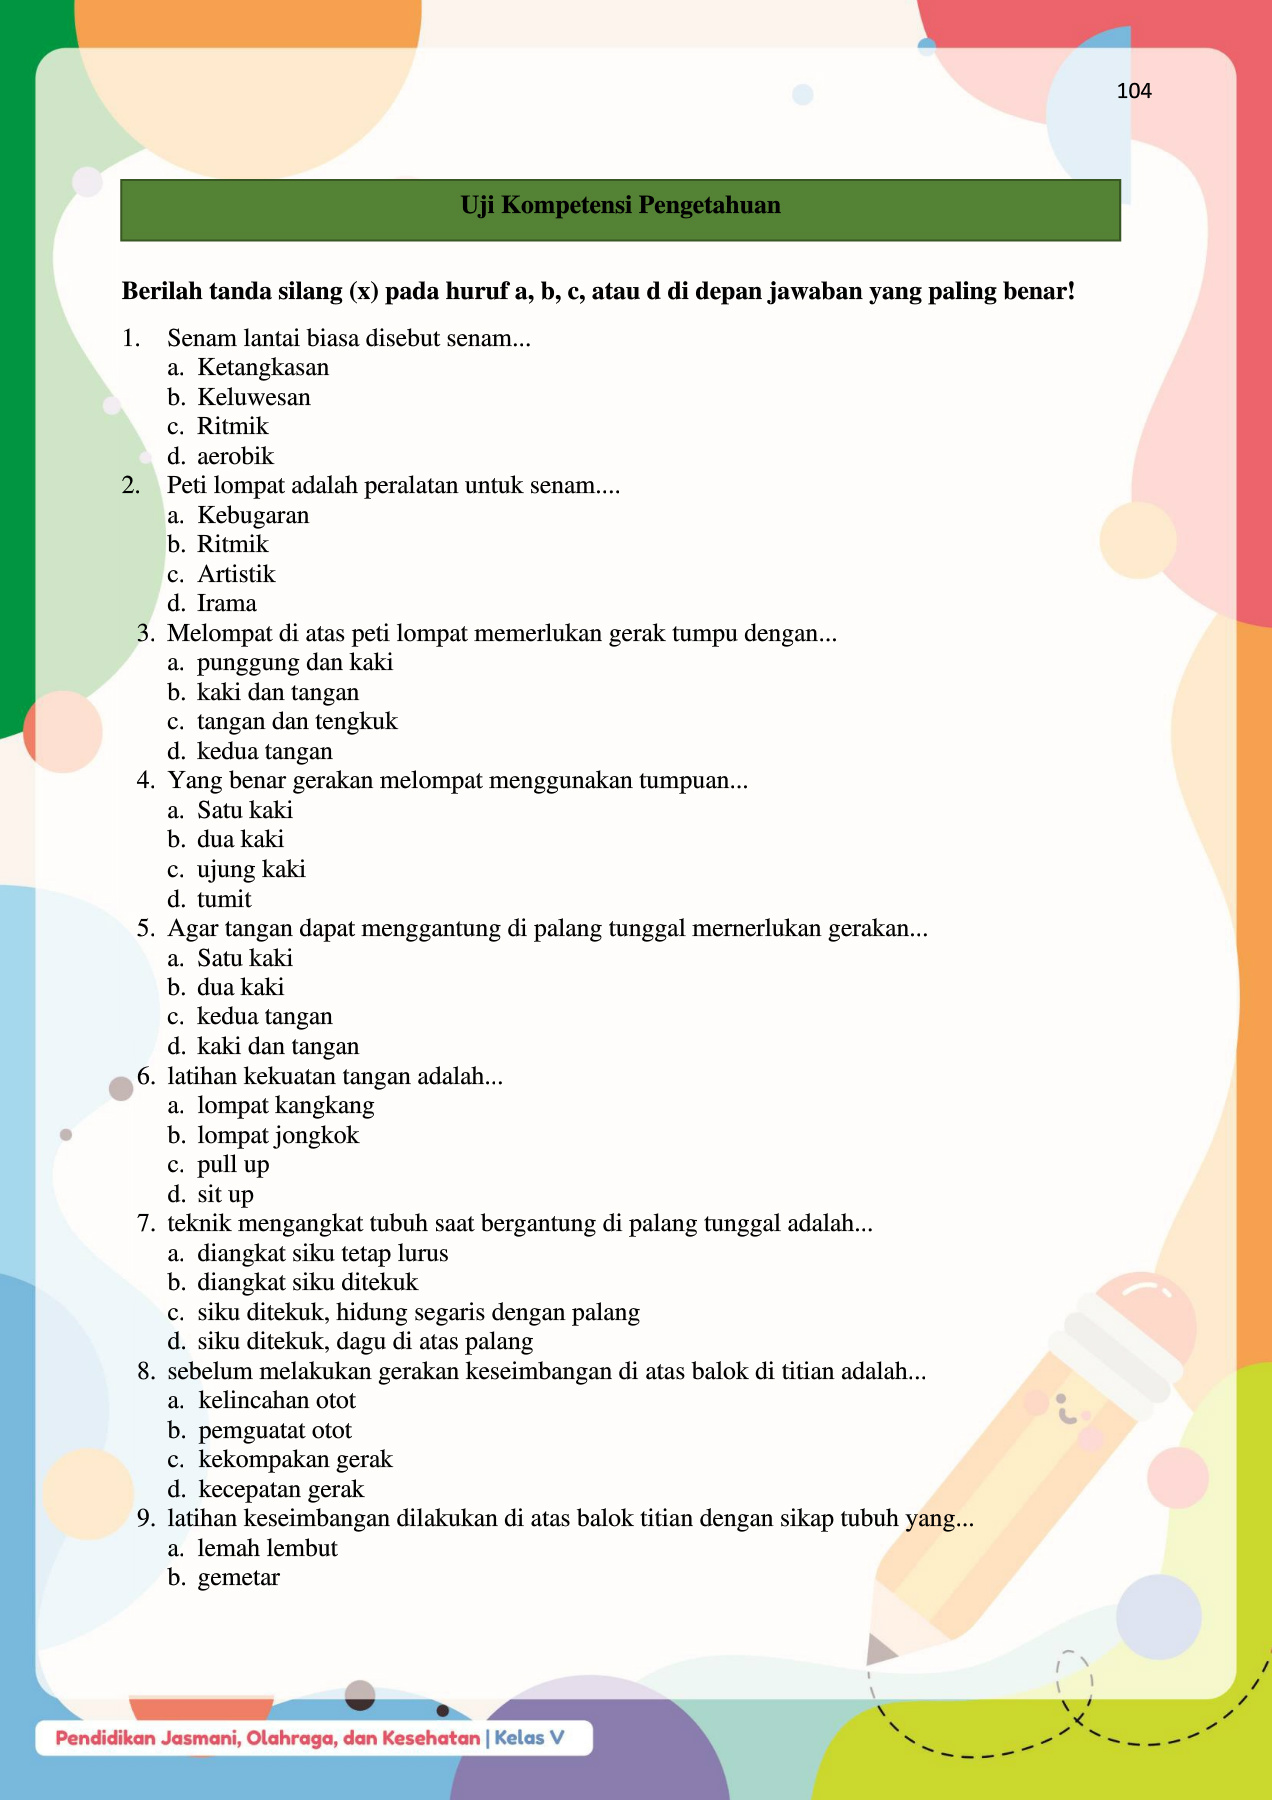 104
Uji Kompetensi Pengetahuan
Berilah tanda silang (x) pada huruf a, b, c, atau d di depan jawaban yang paling benar!
1. Senam lantai biasa disebut senam...
a. Ketangkasan
b. Keluwesan
c. Ritmik
d. aerobik
2. Peti lompat adalah peralatan untuk senam....
a. Kebugaran
b. Ritmik
c. Artistik
d. Irama
3. Melompat di atas peti lompat memerlukan gerak tumpu dengan...
a. punggung dan kaki
b. kaki dan tangan
c. tangan dan tengkuk
d. kedua tangan
4. Yang benar gerakan melompat menggunakan tumpuan...
a. Satu kaki
b. dua kaki
c. ujung kaki
d. tumit
5. Agar tangan dapat menggantung di palang tunggal mernerlukan gerakan...
a. Satu kaki
b. dua kaki
c. kedua tangan
d. kaki dan tangan
6. latihan kekuatan tangan adalah...
a. lompat kangkang
b. lompat jongkok
c. pull up
d. sit up
7. teknik mengangkat tubuh saat bergantung di palang tunggal adalah...
a. diangkat siku tetap lurus
b. diangkat siku ditekuk
c. siku ditekuk, hidung segaris dengan palang
d. siku ditekuk, dagu di atas palang
8. sebelum melakukan gerakan keseimbangan di atas balok di titian adalah...
a. kelincahan otot
b. pemguatat otot
c. kekompakan gerak
d. kecepatan gerak
9. latihan keseimbangan dilakukan di atas balok titian dengan sikap tubuh yang...
a. lemah lembut
b. gemetar
Pendidikan Jasmani, Olahraga, dan Kesehatan | Kelas V